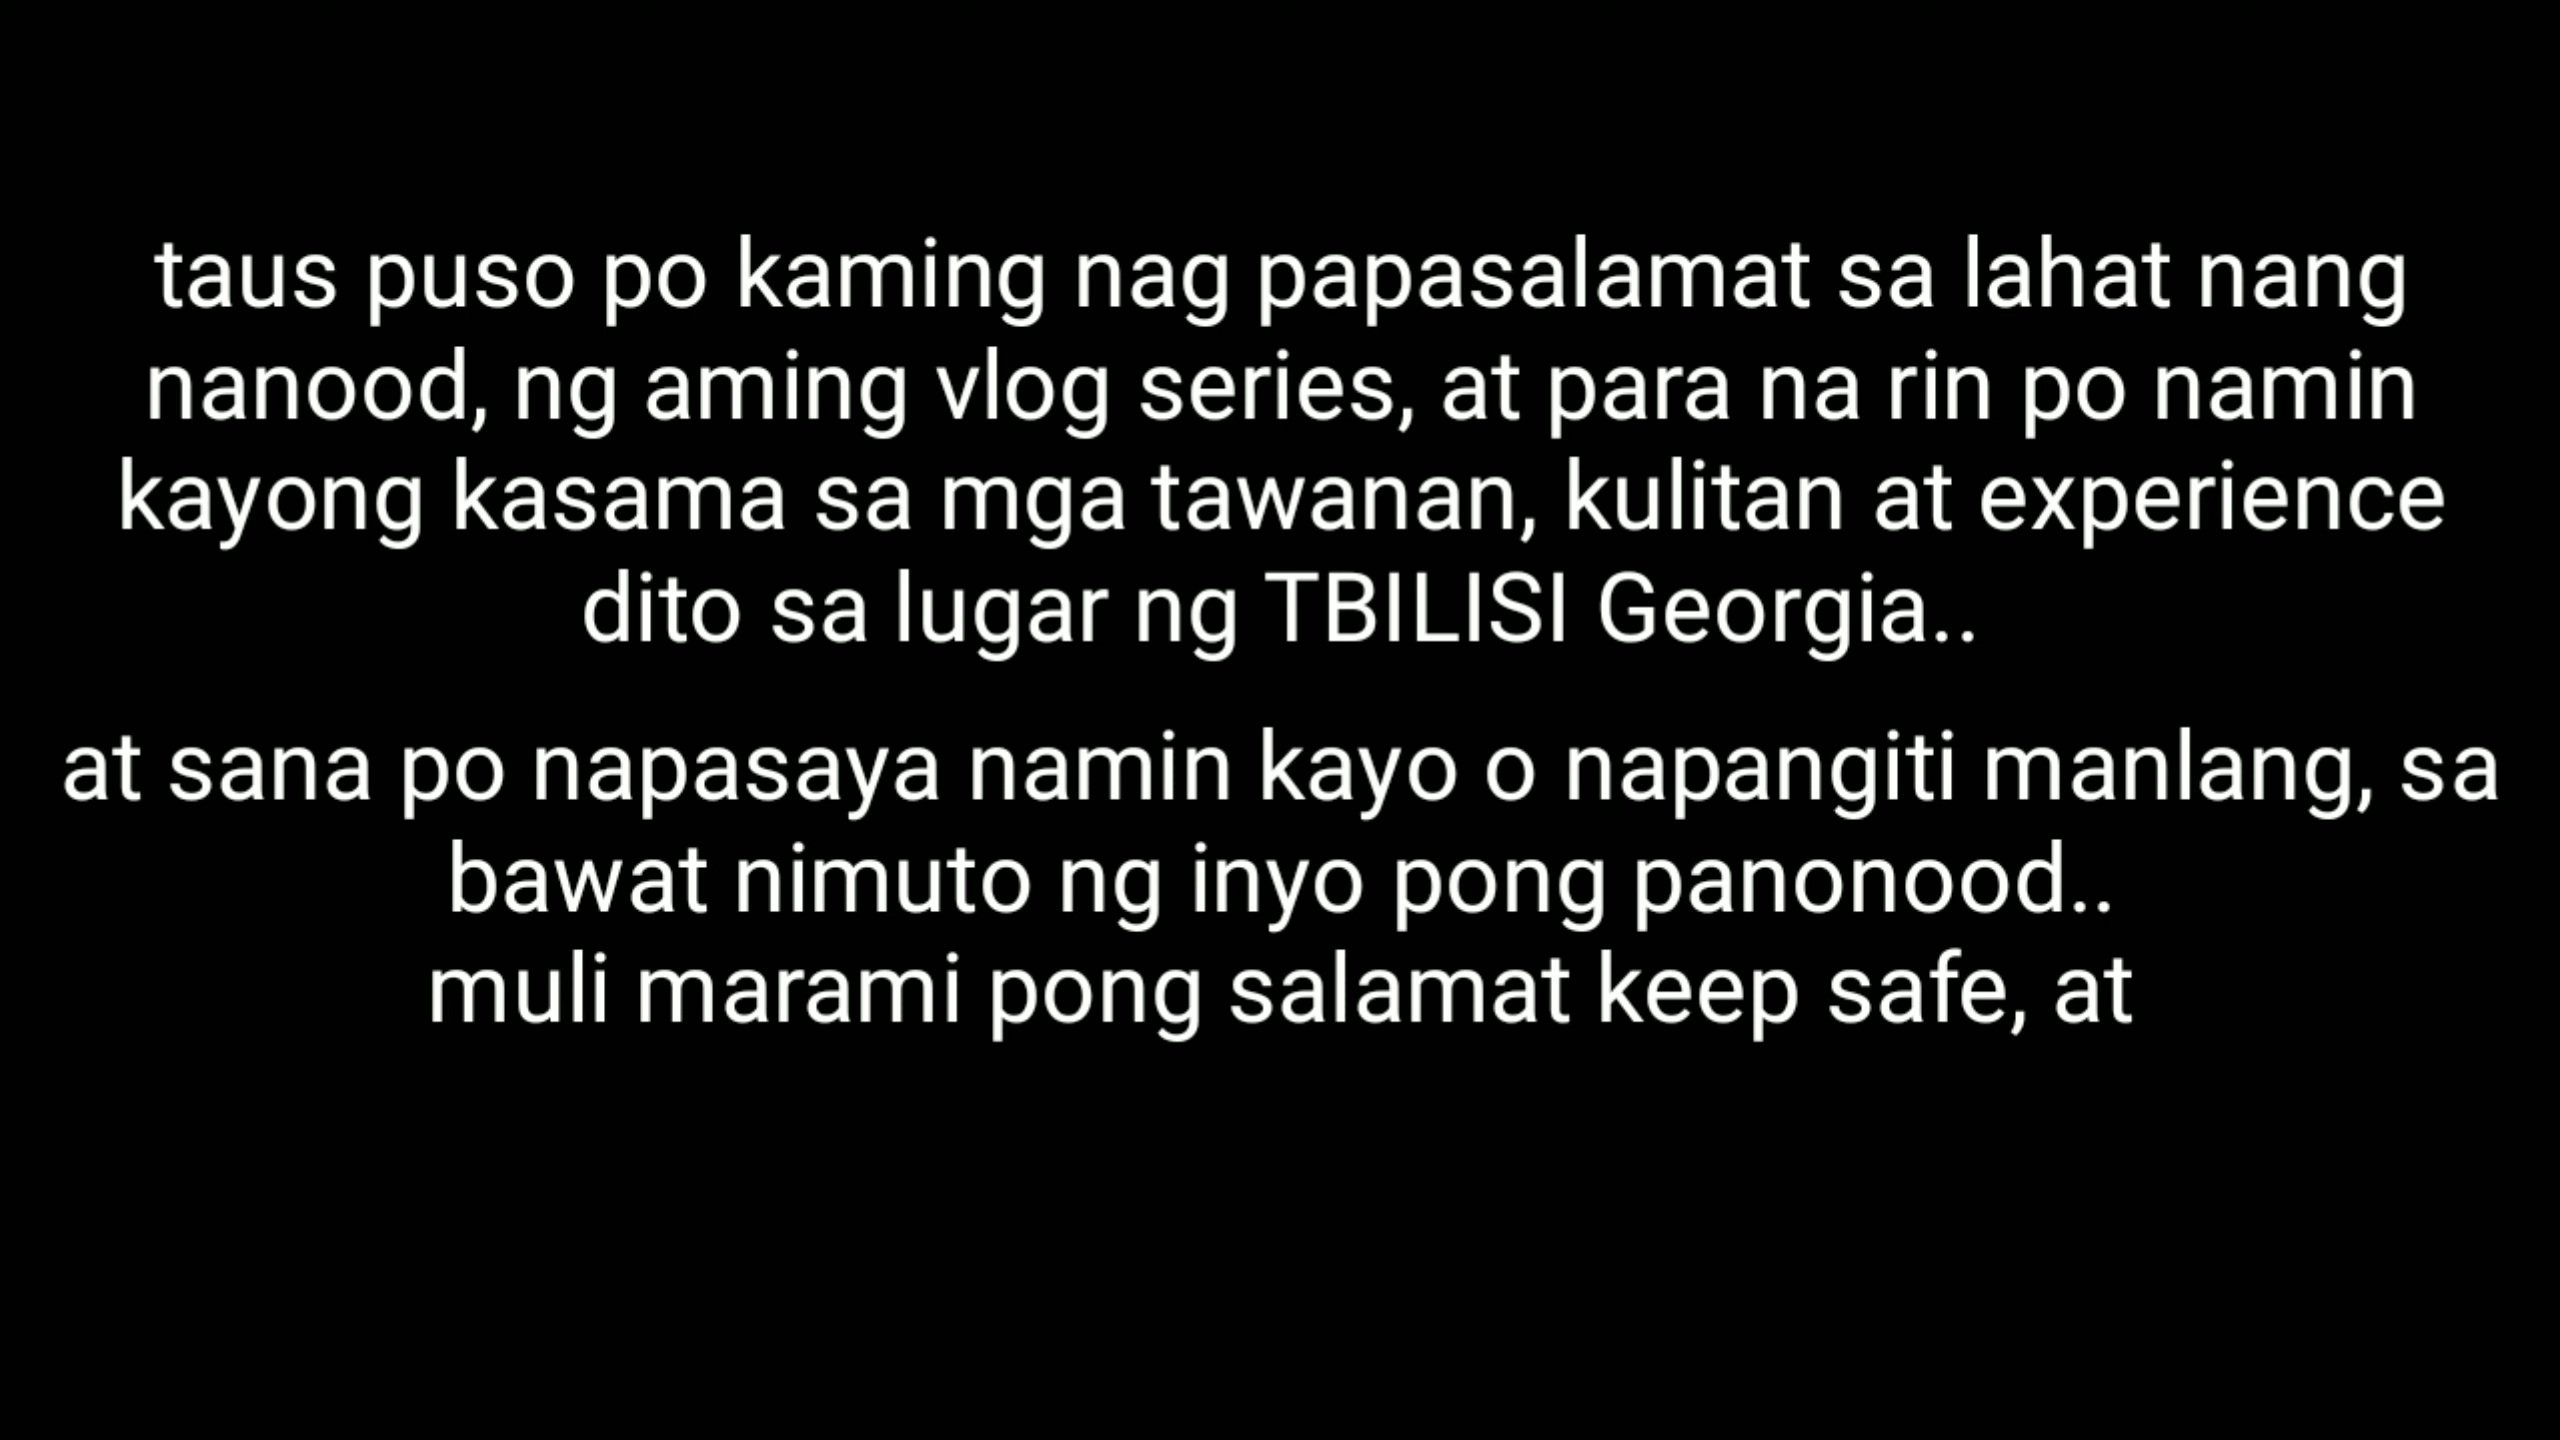 taus puso po kaming nag papasalamat sa lahat nang
nanood, ng aming vlog series, at para na rin po namin
kayong kasama sa mga tawanan, kulitan at experience
dito sa lugar ng TBILISI Georgia..
at sana po napasaya namin kayo o napangiti manlang, sa
bawat nimuto ng inyo pong panonood..
muli marami pong salamat keep safe, at